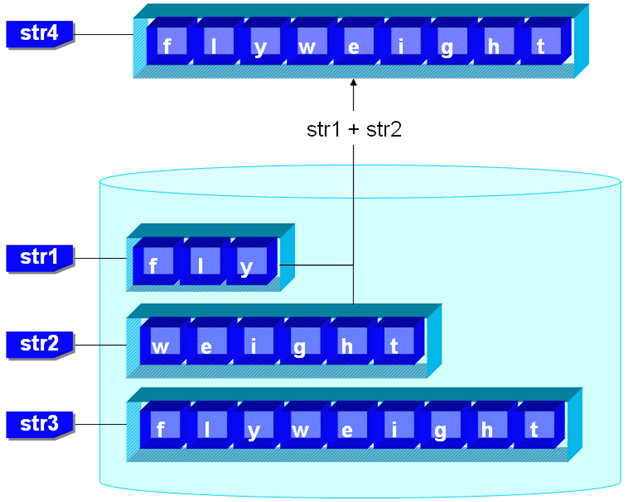 str4 f l y w e i g h t
str1 + str2
str1 f l y
str2 w e i g h t
str3 f l y w e i g h t